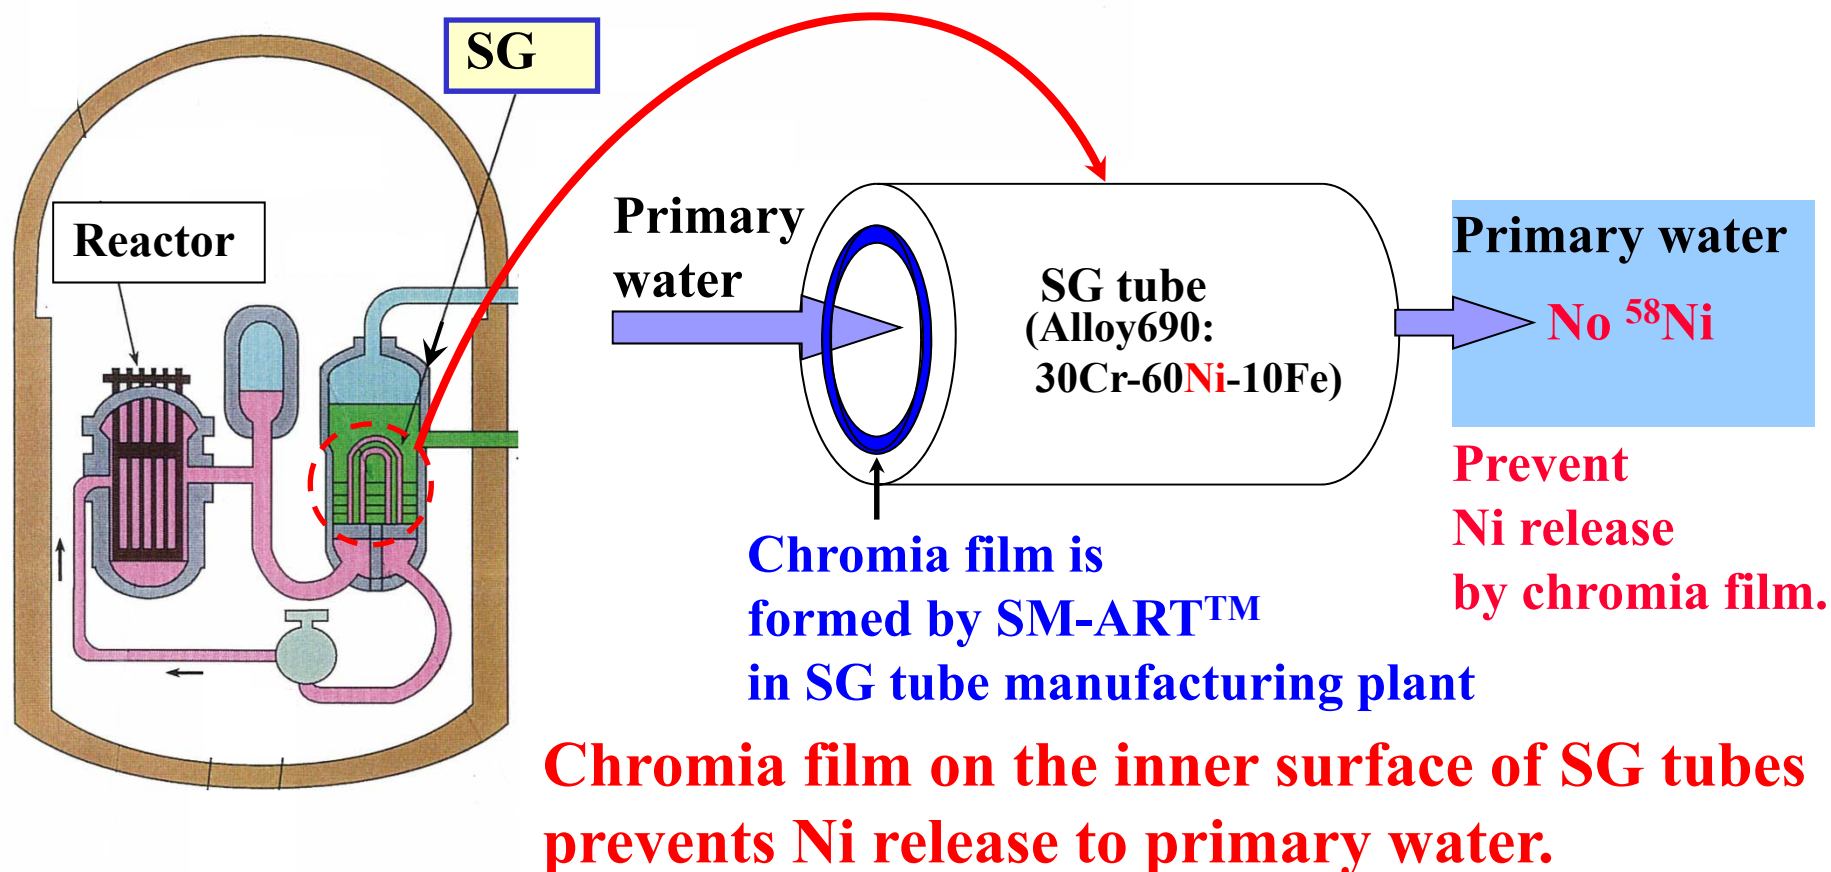 SG
Reactor
Primary
water
SG tube
(Alloy690:
30Cr-60Ni-10Fe)
Primary water
No ⁵⁸Ni
Prevent
Ni release
by chromia film.
Chromia film is
formed by SM-ART™
in SG tube manufacturing plant
Chromia film on the inner surface of SG tubes
prevents Ni release to primary water.